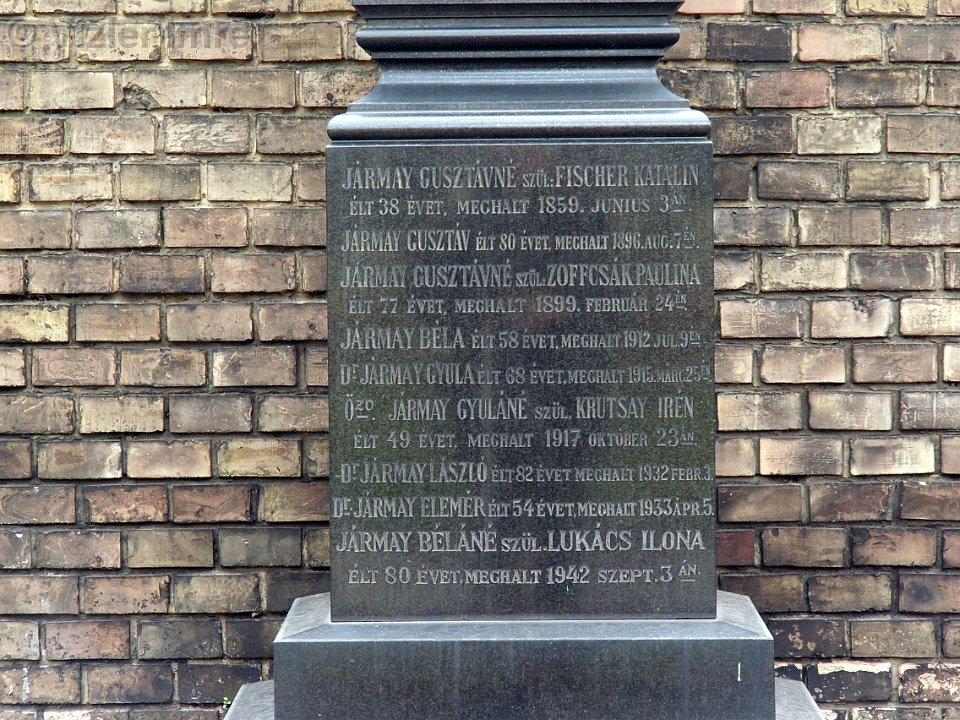 © Vizler Imre
JÁRMAY GUSZTÁVNÉ SZÜL: FISCHER KATALIN
ÉLT 38 ÉVET, MEGHALT 1859. JUNIUS 3ÁN
JÁRMAY GUSZTÁV ÉLT 80 ÉVET, MEGHALT 1896. AUG. 7ÉN.
JÁRMAY GUSZTÁVNÉ SZÜL: ZOFFCSÁK PAULINA
ÉLT 77 ÉVET, MEGHALT 1899. FEBRUÁR 24ÉN.
JÁRMAY BÉLA ÉLT 58 ÉVET, MEGHALT 1912 JUL. 9ÉN
DR JÁRMAY GYULA ÉLT 68 ÉVET, MEGHALT 1915. MÁRC. 25ÉN
ÖZO. JÁRMAY GYULÁNÉ SZÜL. KRUTSAY IRÉN
ÉLT 49 ÉVET, MEGHALT 1917 OKTÓBER 23ÁN.
DR JÁRMAY LÁSZLÓ ÉLT 82 ÉVET MEGHALT 1932 FEBR. 3.
DR JÁRMAY ELEMÉR ÉLT 54 ÉVET, MEGHALT 1933 ÁPR. 5.
JÁRMAY BÉLÁNÉ SZÜL. LUKÁCS ILONA
ÉLT 80 ÉVET, MEGHALT 1942 SZEPT. 3 ÁN.